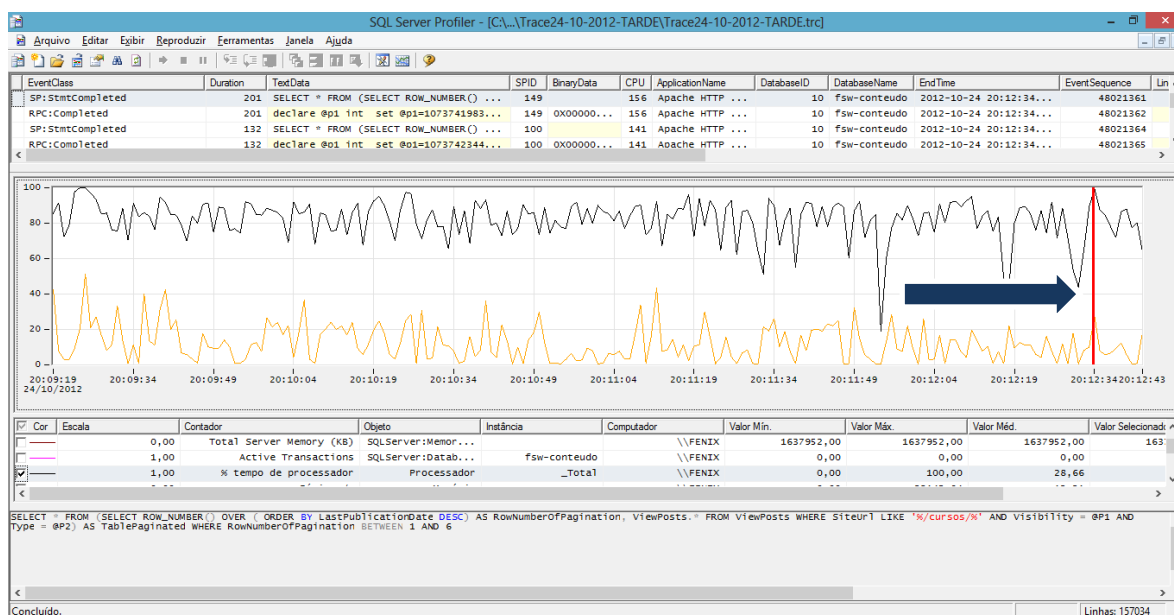 SQL Server Profiler - [C:\...\Trace24-10-2012-TARDE\Trace24-10-2012-TARDE.trc]
Arquivo Editar Exibir Reproduzir Ferramentas Janela Ajuda
EventClass Duration TextData SPID BinaryData CPU ApplicationName DatabaseID DatabaseName EndTime EventSequence Lin
SP:StmtCompleted 201 SELECT * FROM (SELECT ROW_NUMBER() ... 149 156 Apache HTTP ... 10 fsw-conteudo 2012-10-24 20:12:34... 48021361
RPC:Completed 201 declare @p1 int set @p1=1073741983... 149 0X00000... 156 Apache HTTP ... 10 fsw-conteudo 2012-10-24 20:12:34... 48021362
SP:StmtCompleted 132 SELECT * FROM (SELECT ROW_NUMBER() ... 100 141 Apache HTTP ... 10 fsw-conteudo 2012-10-24 20:12:34... 48021364
RPC:Completed 132 declare @p1 int set @p1=1073742344... 100 0X00000... 141 Apache HTTP ... 10 fsw-conteudo 2012-10-24 20:12:34... 48021365
100
80
60
40
20
0
20:09:19 20:09:34 20:09:49 20:10:04 20:10:19 20:10:34 20:10:49 20:11:04 20:11:19 20:11:34 20:11:49 20:12:04 20:12:19 20:12:34 20:12:43
24/10/2012
Cor Escala Contador Objeto Instância Computador Valor Mín. Valor Máx. Valor Méd. Valor Selecionado
0,00 Total Server Memory (KB) SQLServer:Memor... \\FENIX 1637952,00 1637952,00 1637952,00 163
1,00 Active Transactions SQLServer:Datab... fsw-conteudo \\FENIX 0,00 0,00 0,00
1,00 % tempo de processador Processador _Total \\FENIX 0,00 100,00 28,66
SELECT * FROM (SELECT ROW_NUMBER() OVER ( ORDER BY LastPublicationDate DESC) AS RowNumberOfPagination, ViewPosts.* FROM ViewPosts WHERE SiteUrl LIKE '%/cursos/%' AND Visibility = @P1 AND
Type = @P2) AS TablePaginated WHERE RowNumberOfPagination BETWEEN 1 AND 6
Concluído. Linhas: 157034